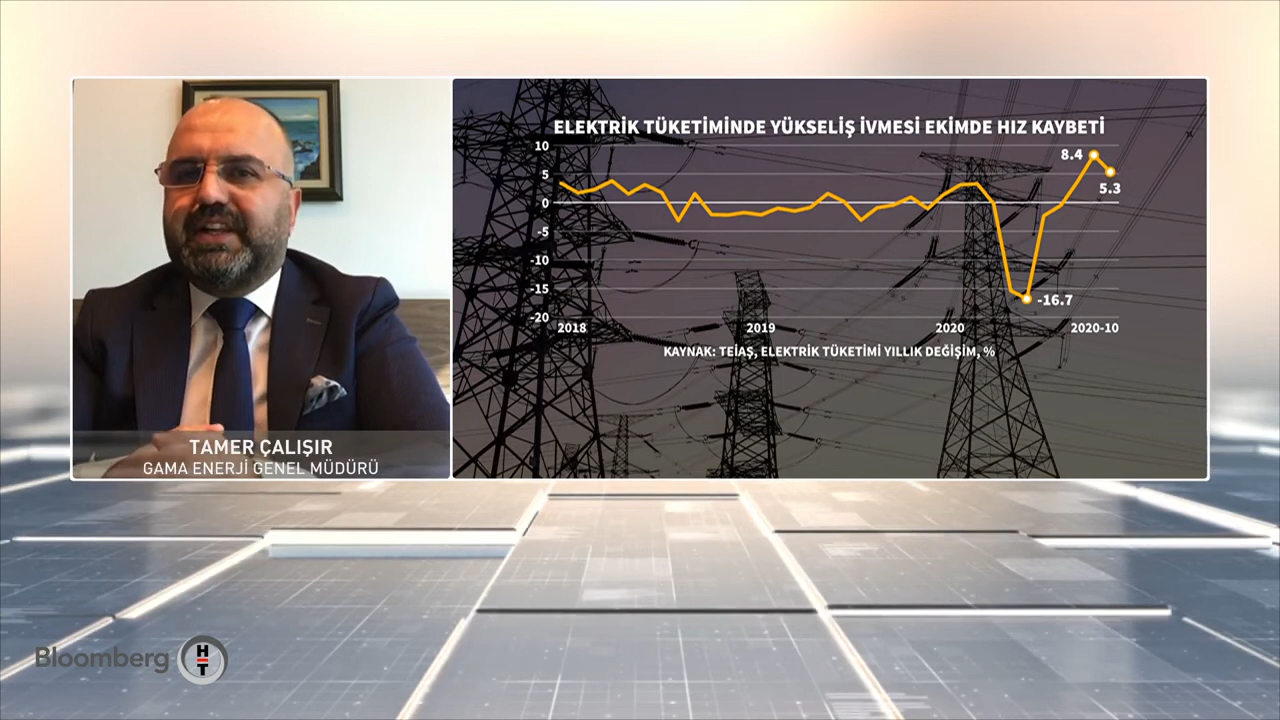 ELEKTRİK TÜKETİMİNDE YÜKSELİŞ İVMESİ EKİMDE HIZ KAYBETİ
10
5
0
-5
-10
-15
-20
8.4
5.3
-16.7
2018
2019
2020
2020-10
KAYNAK: TEİAŞ, ELEKTRİK TÜKETİMİ YILLIK DEĞİŞİM, %
TAMER ÇALIŞIR
GAMA ENERJİ GENEL MÜDÜRÜ
Bloomberg HT